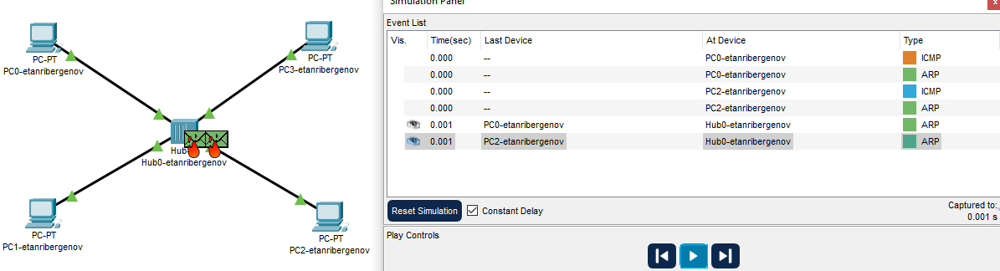 PC-PT
PC0-etanribergenov
PC-PT
PC3-etanribergenov
Hub0-etanribergenov
PC-PT
PC1-etanribergenov
PC-PT
PC2-etanribergenov
Simulation Panel
Event List
Vis. Time(sec) Last Device At Device Type
0.000 -- PC0-etanribergenov ICMP
0.000 -- PC0-etanribergenov ARP
0.000 -- PC2-etanribergenov ICMP
0.000 -- PC2-etanribergenov ARP
0.001 PC0-etanribergenov Hub0-etanribergenov ARP
0.001 PC2-etanribergenov Hub0-etanribergenov ARP
Reset Simulation Constant Delay Captured to:
0.001 s
Play Controls